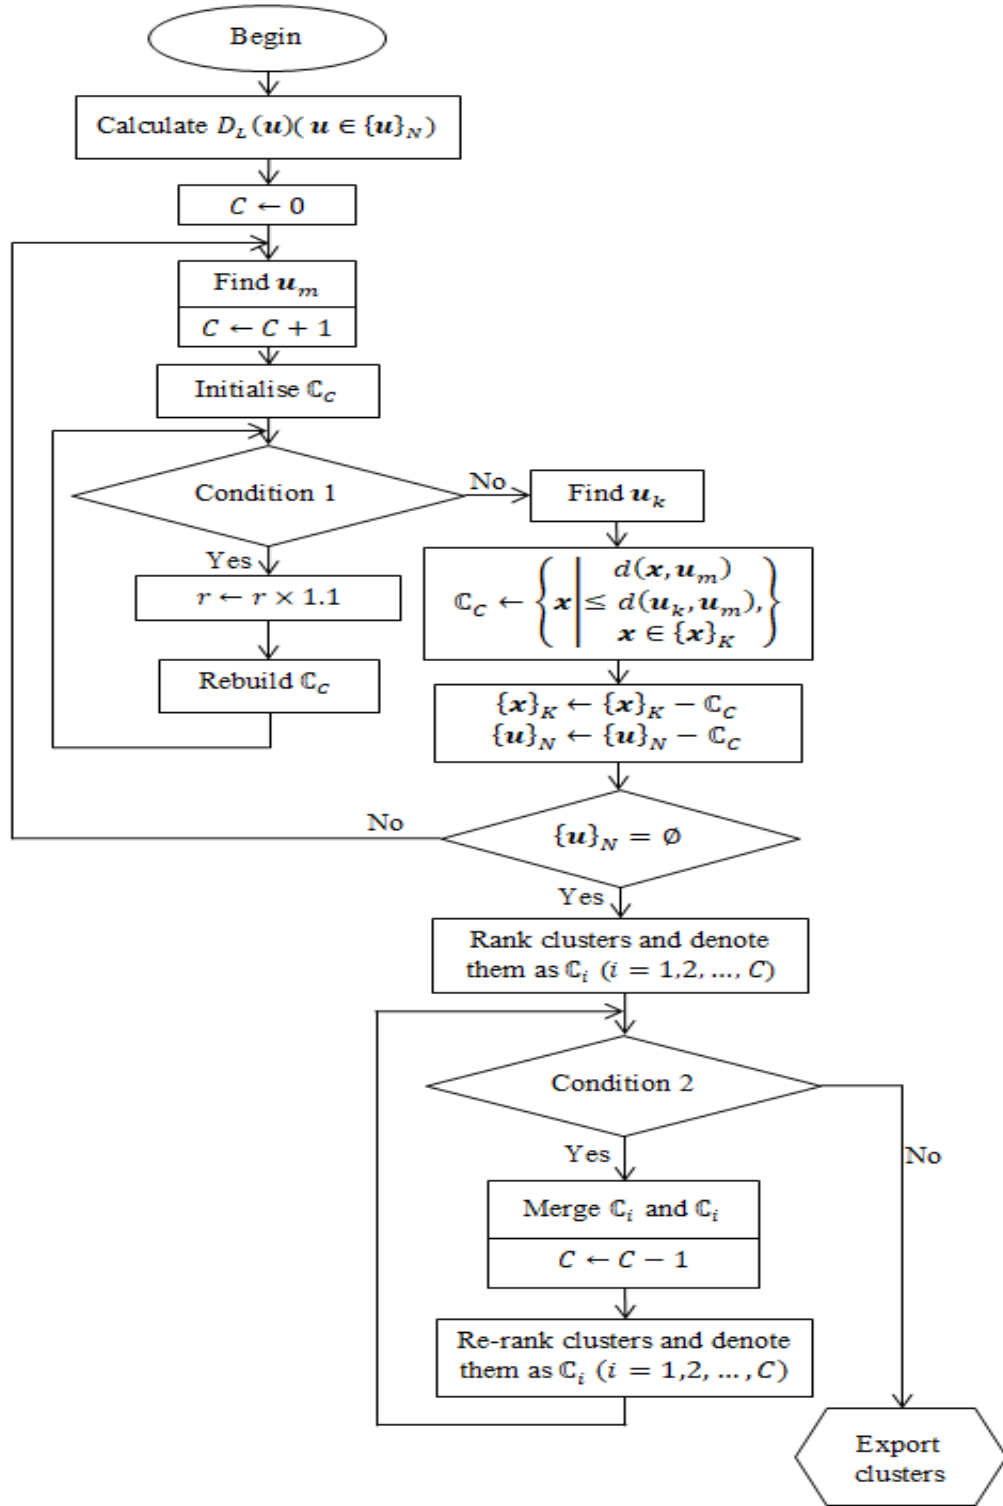 Begin
Calculate D_L(𝒖)( 𝒖 ∈ {𝒖}_N)
C ← 0
Find 𝒖_m
C ← C + 1
Initialise ℂ_C
Condition 1
No
Find 𝒖_k
Yes
r ← r × 1.1
Rebuild ℂ_C
d(𝒙, 𝒖_m)
ℂ_C ← {𝒙 | ≤ d(𝒖_k, 𝒖_m),}
𝒙 ∈ {𝒙}_K
{𝒙}_K ← {𝒙}_K − ℂ_C
{𝒖}_N ← {𝒖}_N − ℂ_C
No
{𝒖}_N = ∅
Yes
Rank clusters and denote
them as ℂ_i (i = 1,2, ..., C)
Condition 2
Yes
No
Merge ℂ_i and ℂ_i
C ← C − 1
Re-rank clusters and denote
them as ℂ_i (i = 1,2, ... , C)
Export
clusters